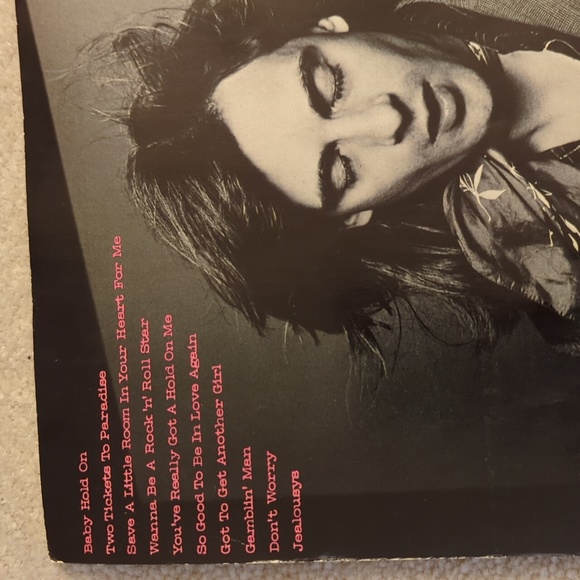 Baby Hold On
Two Tickets To Paradise
Save A Little Room In Your Heart For Me
Wanna Be A Rock 'n' Roll Star
You've Really Got A Hold On Me
So Good To Be In Love Again
Got To Get Another Girl
Gamblin' Man
Don't Worry
Jealousys